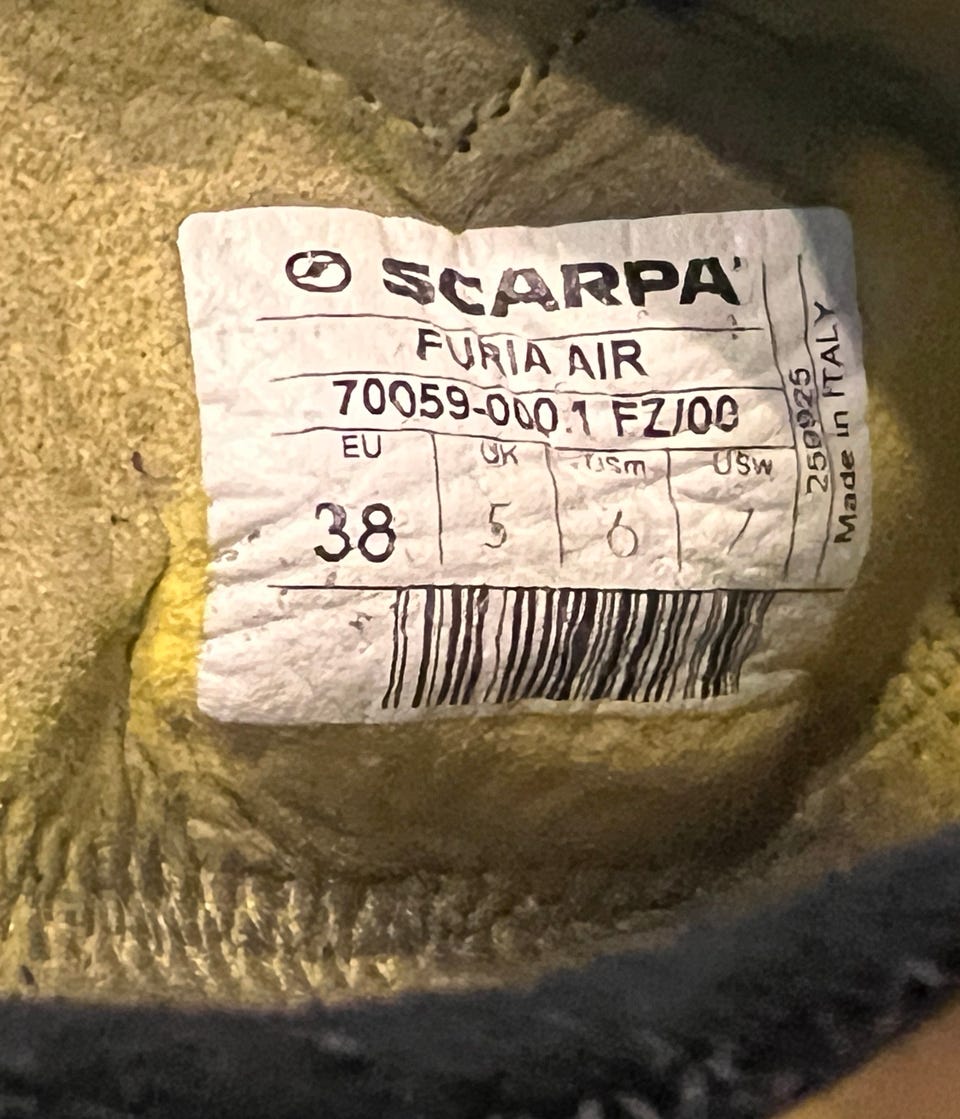 SCARPA
FURIA AIR
70059-000.1 FZ/00
EU UK USm USw
38 5 6 7
250925
Made in ITALY